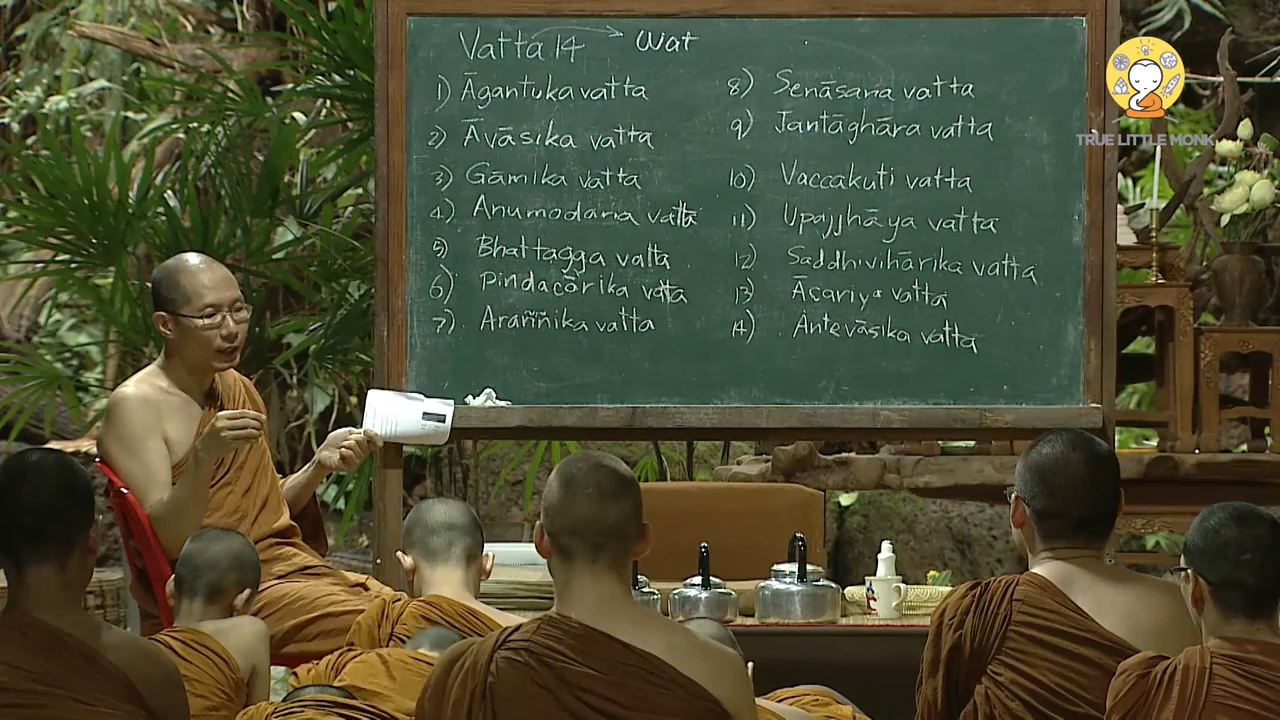 Vatta 14 → Wat
1) Āgantuka vatta
2) Āvāsika vatta
3) Gāmika vatta
4) Anumodana vatta
5) Bhattagga vatta
6) Pindacārika vatta
7) Araññika vatta
8) Senāsana vatta
9) Jantāghāra vatta
10) Vaccakuti vatta
11) Upajjhāya vatta
12) Saddhivihārika vatta
13) Ācariya vatta
14) Antevāsika vatta
TRUE LITTLE MONK